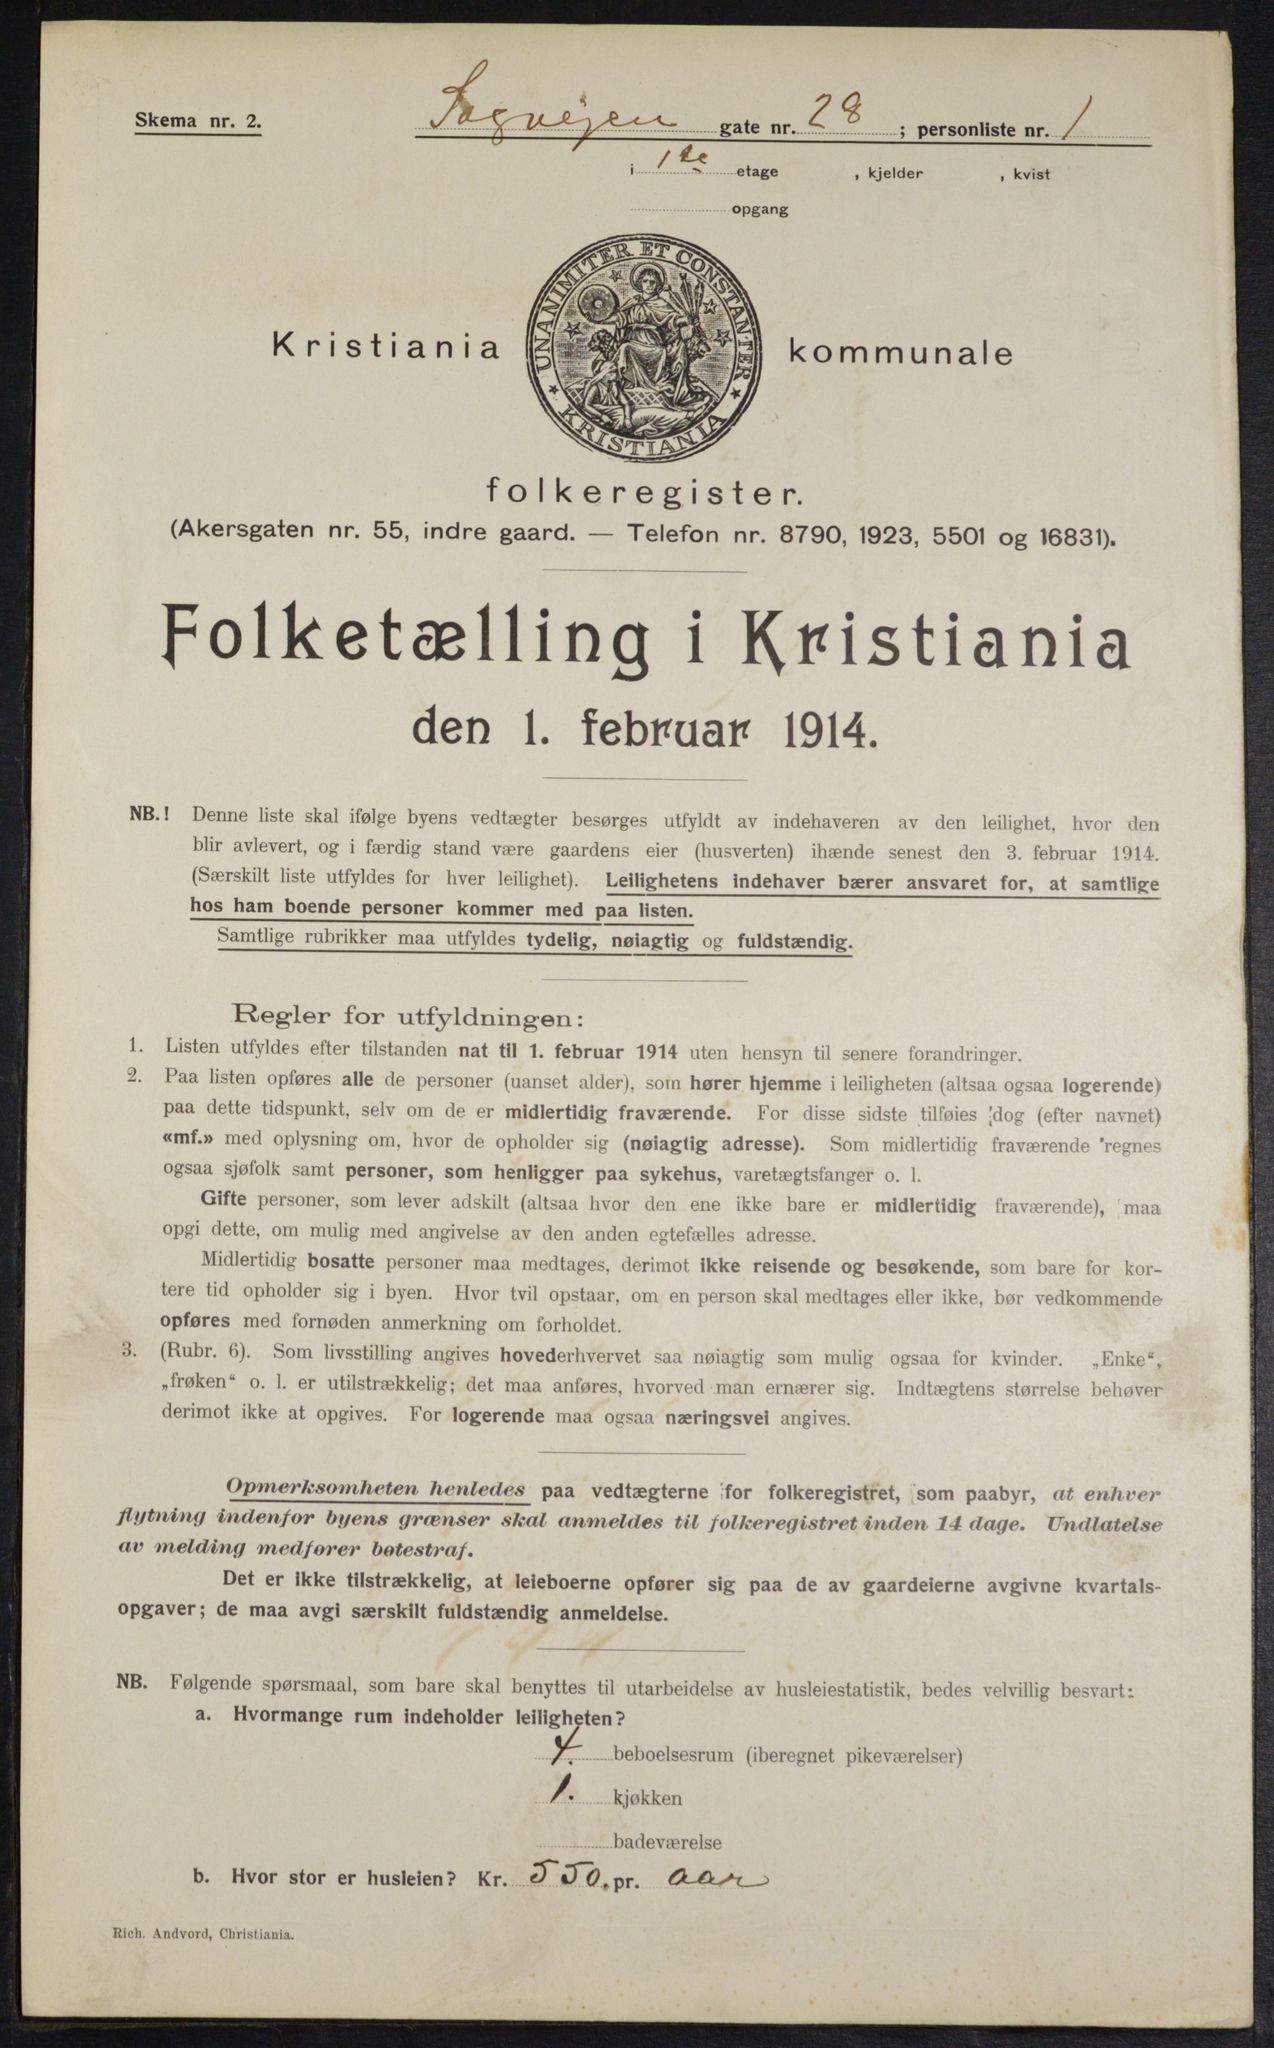 Skema nr. 2.
Sagvejen gate nr. 28 ; personliste nr. 1
i 1ste etage , kjelder , kvist
opgang
UNANIMITER ET CONSTANTER
KRISTIANIA
Kristiania kommunale
folkeregister.
(Akersgaten nr. 55, indre gaard. — Telefon nr. 8790, 1923, 5501 og 16831).
Folketælling i Kristiania
den 1. februar 1914.
NB.! Denne liste skal ifølge byens vedtægter besørges utfyldt av indehaveren av den leilighet, hvor den
blir avlevert, og i færdig stand være gaardens eier (husverten) ihænde senest den 3. februar 1914.
(Særskilt liste utfyldes for hver leilighet). Leilighetens indehaver bærer ansvaret for, at samtlige
hos ham boende personer kommer med paa listen.
Samtlige rubrikker maa utfyldes tydelig, nøiagtig og fuldstændig.
Regler for utfyldningen:
1. Listen utfyldes efter tilstanden nat til 1. februar 1914 uten hensyn til senere forandringer.
2. Paa listen opføres alle de personer (uanset alder), som hører hjemme i leiligheten (altsaa ogsaa logerende)
paa dette tidspunkt, selv om de er midlertidig fraværende. For disse sidste tilføies dog (efter navnet)
«mf.» med oplysning om, hvor de opholder sig (nøiagtig adresse). Som midlertidig fraværende regnes
ogsaa sjøfolk samt personer, som henligger paa sykehus, varetægtsfanger o. l.
Gifte personer, som lever adskilt (altsaa hvor den ene ikke bare er midlertidig fraværende), maa
opgi dette, om mulig med angivelse av den anden egtefælles adresse.
Midlertidig bosatte personer maa medtages, derimot ikke reisende og besøkende, som bare for kor-
tere tid opholder sig i byen. Hvor tvil opstaar, om en person skal medtages eller ikke, bør vedkommende
opføres med fornøden anmerkning om forholdet.
3. (Rubr. 6). Som livsstilling angives hovederhvervet saa nøiagtig som mulig ogsaa for kvinder. „Enke“,
„frøken“ o. l. er utilstrækkelig; det maa anføres, hvorved man ernærer sig. Indtægtens størrelse behøver
derimot ikke at opgives. For logerende maa ogsaa næringsvei angives.
Opmerksomheten henledes paa vedtægterne for folkeregistret, som paabyr, at enhver
flytning indenfor byens grænser skal anmeldes til folkeregistret inden 14 dage. Undlatelse
av melding medfører bøtestraf.
Det er ikke tilstrækkelig, at leieboerne opfører sig paa de av gaardeierne avgivne kvartals-
opgaver; de maa avgi særskilt fuldstændig anmeldelse.
NB. Følgende spørsmaal, som bare skal benyttes til utarbeidelse av husleiestatistik, bedes velvillig besvart:
a. Hvormange rum indeholder leiligheten?
4. beboelsesrum (iberegnet pikeværelser)
1. kjøkken
badeværelse
b. Hvor stor er husleien? Kr. 550. pr. aar
Rich. Andvord, Christiania.